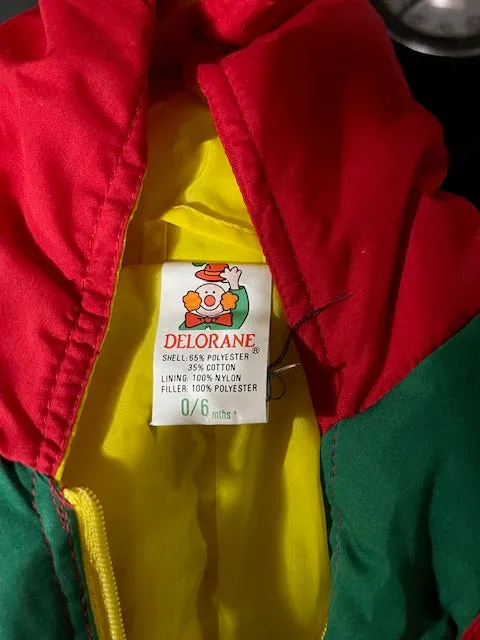 DELORANE ®
SHELL: 65% POLYESTER
35% COTTON
LINING: 100% NYLON
FILLER: 100% POLYESTER
0/6 mths